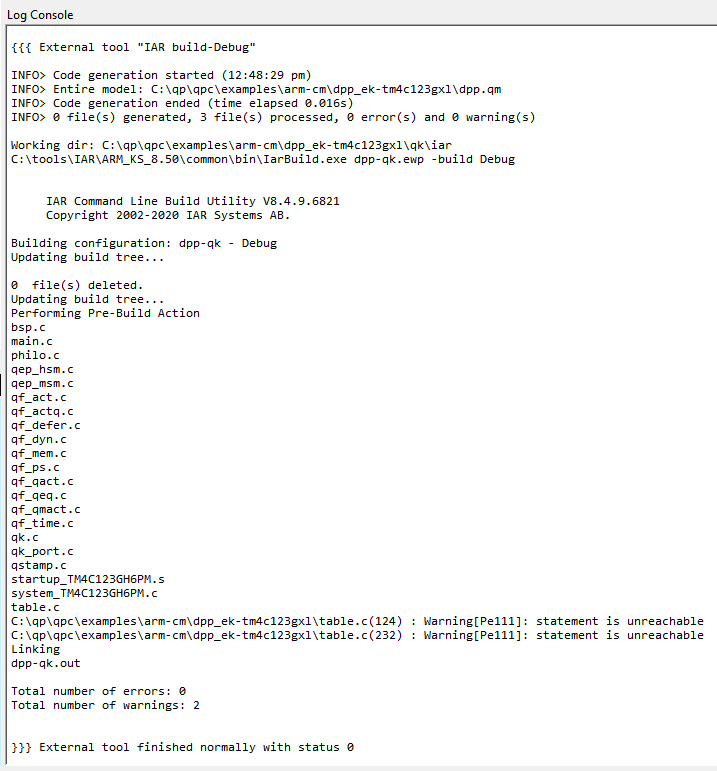 Log Console
{{{ External tool "IAR build-Debug"
INFO> Code generation started (12:48:29 pm)
INFO> Entire model: C:\qp\qpc\examples\arm-cm\dpp_ek-tm4c123gxl\dpp.qm
INFO> Code generation ended (time elapsed 0.016s)
INFO> 0 file(s) generated, 3 file(s) processed, 0 error(s) and 0 warning(s)
Working dir: C:\qp\qpc\examples\arm-cm\dpp_ek-tm4c123gxl\qk\iar
C:\tools\IAR\ARM_KS_8.50\common\bin\IarBuild.exe dpp-qk.ewp -build Debug
IAR Command Line Build Utility V8.4.9.6821
Copyright 2002-2020 IAR Systems AB.
Building configuration: dpp-qk - Debug
Updating build tree...
0  file(s) deleted.
Updating build tree...
Performing Pre-Build Action
bsp.c
main.c
philo.c
qep_hsm.c
qep_msm.c
qf_act.c
qf_actq.c
qf_defer.c
qf_dyn.c
qf_mem.c
qf_ps.c
qf_qact.c
qf_qeq.c
qf_qmact.c
qf_time.c
qk.c
qk_port.c
qstamp.c
startup_TM4C123GH6PM.s
system_TM4C123GH6PM.c
table.c
C:\qp\qpc\examples\arm-cm\dpp_ek-tm4c123gxl\table.c(124) : Warning[Pe111]: statement is unreachable
C:\qp\qpc\examples\arm-cm\dpp_ek-tm4c123gxl\table.c(232) : Warning[Pe111]: statement is unreachable
Linking
dpp-qk.out
Total number of errors: 0
Total number of warnings: 2
}}} External tool finished normally with status 0